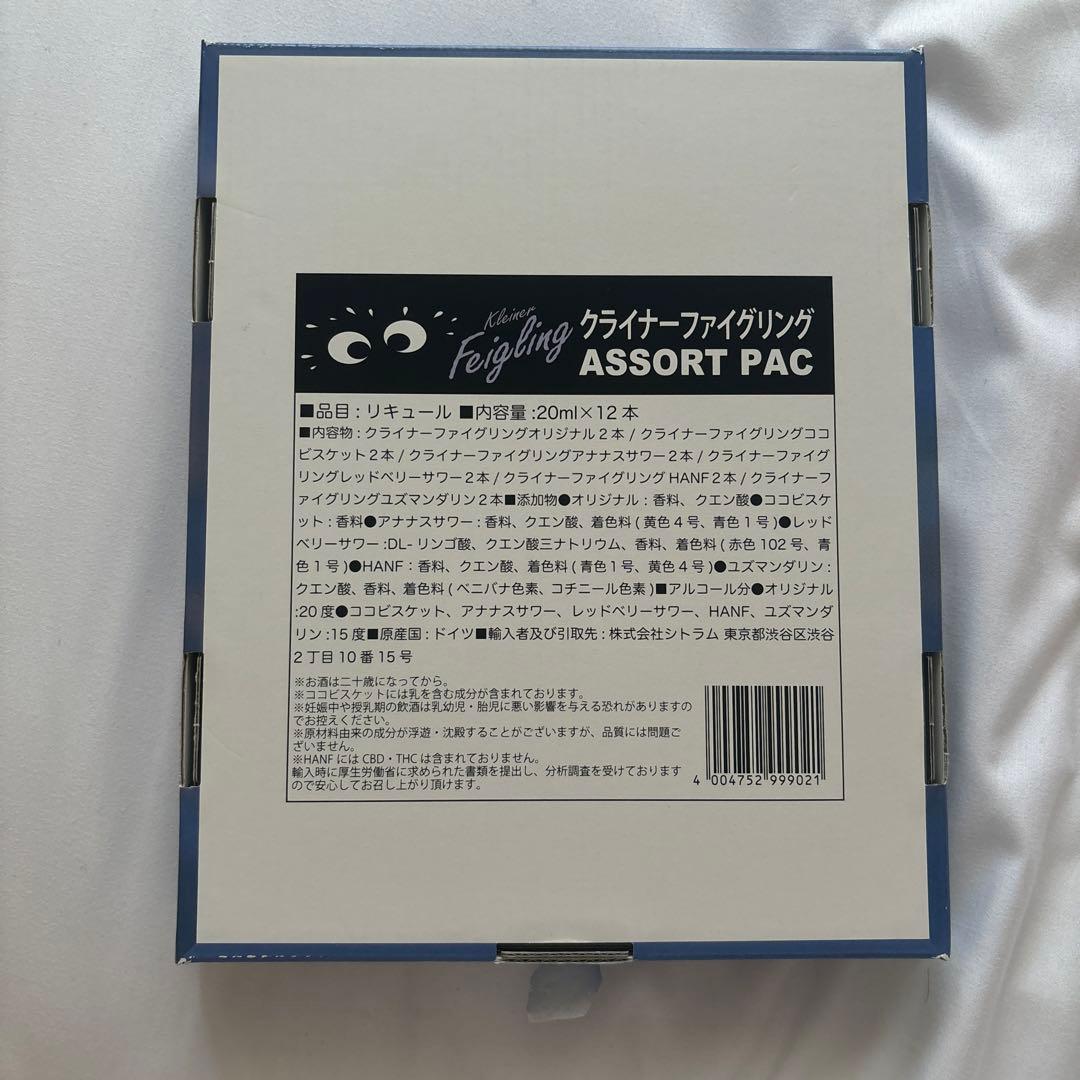 Kleiner
Feigling
クライナーファイグリング
ASSORT PAC
■品目：リキュール ■内容量:20ml×12本
■内容物：クライナーファイグリングオリジナル2本 / クライナーファイグリングココ
ビスケット2本 / クライナーファイグリングアナナスサワー2本 / クライナーファイグ
リングレッドベリーサワー2本 / クライナーファイグリング HANF2本 / クライナーフ
ァイグリングユズマンダリン2本■添加物●オリジナル：香料、クエン酸●ココビスケ
ット：香料●アナナスサワー：香料、クエン酸、着色料(黄色4号、青色1号)●レッド
ベリーサワー:DL-リンゴ酸、クエン酸三ナトリウム、香料、着色料(赤色102号、青
色1号)●HANF：香料、クエン酸、着色料(青色1号、黄色4号)●ユズマンダリン：
クエン酸、香料、着色料(ベニバナ色素、コチニール色素)■アルコール分●オリジナル
:20度●ココビスケット、アナナスサワー、レッドベリーサワー、HANF、ユズマンダ
リン:15度■原産国：ドイツ■輸入者及び引取先：株式会社シトラム 東京都渋谷区渋谷
2丁目10番15号
※お酒は二十歳になってから。
※ココビスケットには乳を含む成分が含まれております。
※妊娠中や授乳期の飲酒は乳幼児・胎児に悪い影響を与える恐れがありますの
でお控えください。
※原材料由来の成分が浮遊・沈殿することがございますが、品質には問題ご
ざいません。
※HANFにはCBD・THCは含まれておりません。
輸入時に厚生労働省に求められた書類を提出し、分析調査を受けております
ので安心してお召し上がり頂けます。
4 004752 999021